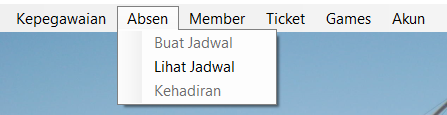 Kepegawaian Absen Member Ticket Games Akun
Buat Jadwal
Lihat Jadwal
Kehadiran